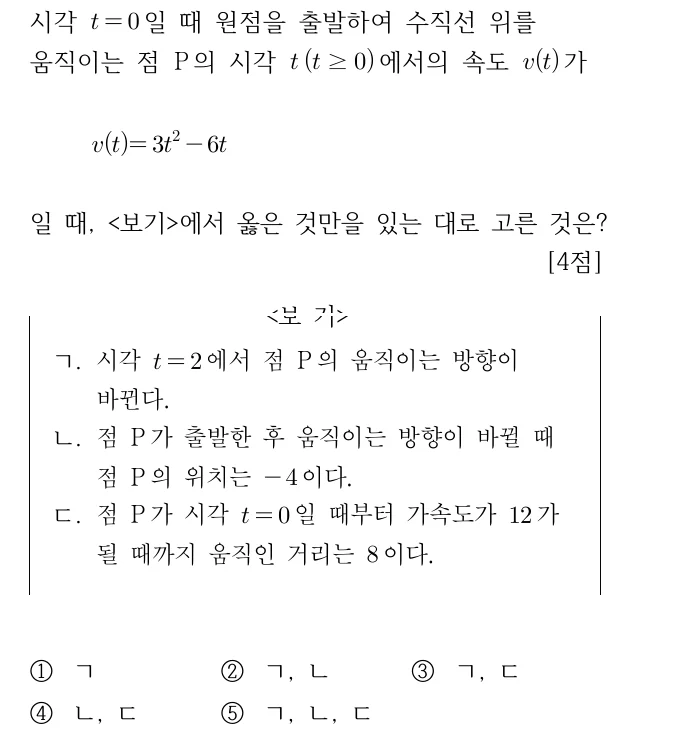 시각 t=0일 때 원점을 출발하여 수직선 위를
움직이는 점 P의 시각 t(t≥0)에서의 속도 v(t)가
v(t)=3t²-6t
일 때, <보기>에서 옳은 것만을 있는 대로 고른 것은?
[4점]
<보 기>
ㄱ. 시각 t=2에서 점 P의 움직이는 방향이
바뀐다.
ㄴ. 점 P가 출발한 후 움직이는 방향이 바뀔 때
점 P의 위치는 -4이다.
ㄷ. 점 P가 시각 t=0일 때부터 가속도가 12가
될 때까지 움직인 거리는 8이다.
① ㄱ ② ㄱ, ㄴ ③ ㄱ, ㄷ
④ ㄴ, ㄷ ⑤ ㄱ, ㄴ, ㄷ